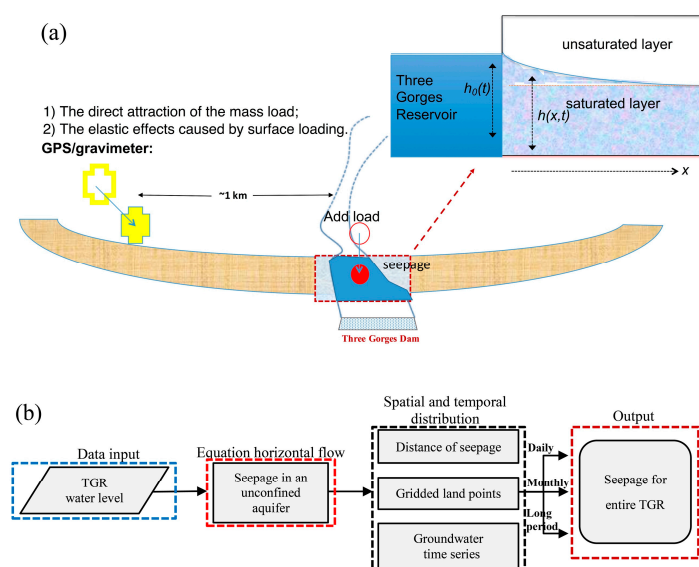 (a)
unsaturated layer
Three
Gorges
Reservoir
h0(t)
saturated layer
h(x,t)
x
1) The direct attraction of the mass load;
2) The elastic effects caused by surface loading.
GPS/gravimeter:
~1 km
Add load
seepage
Three Gorges Dam
(b)
Spatial and temporal
distribution
Data input
Equation horizontal flow
Output
TGR
water level
Seepage in an
unconfined
aquifer
Distance of seepage
Gridded land points
Groundwater
time series
Daily
Monthly
Long
period
Seepage for
entire TGR